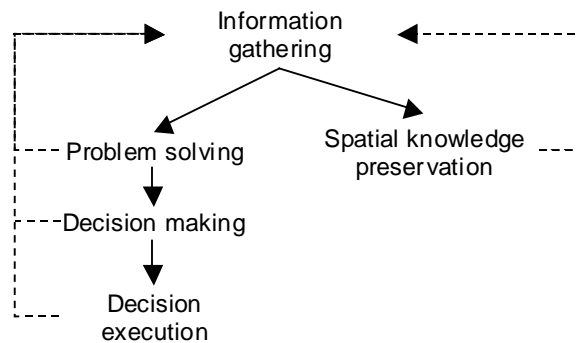 Information
gathering
Problem solving
Spatial knowledge
preservation
Decision making
Decision
execution